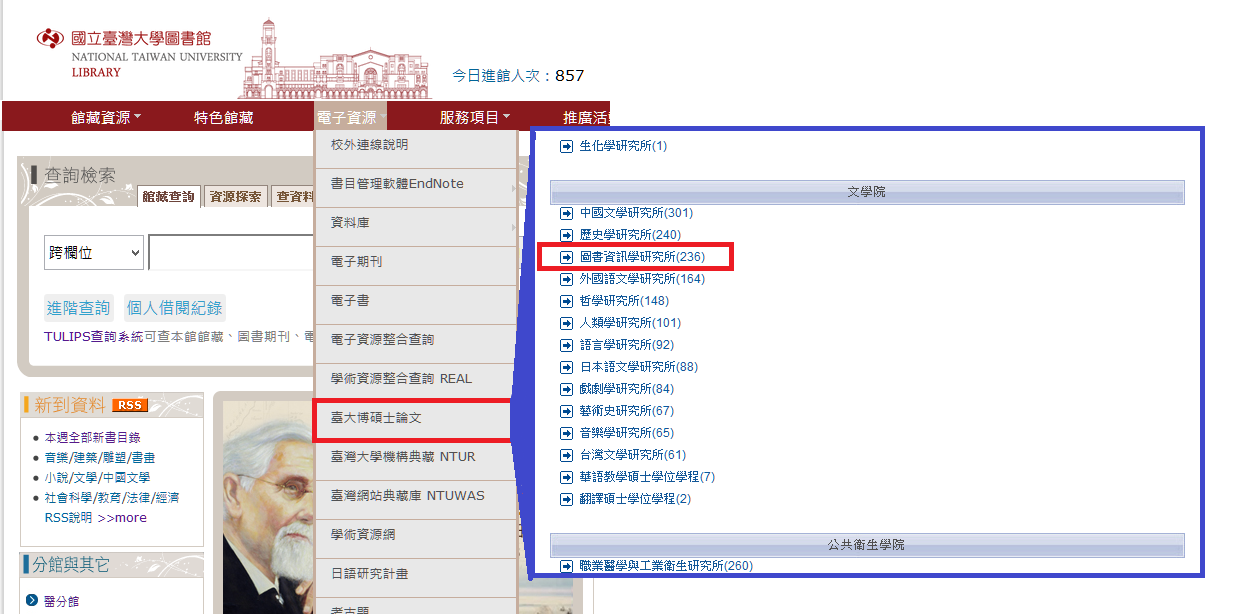 國立臺灣大學圖書館
NATIONAL TAIWAN UNIVERSITY
LIBRARY
今日進館人次：857
館藏資源 特色館藏 電子資源 服務項目 推廣活
查詢檢索
館藏查詢 資源探索 查資料
跨欄位
進階查詢 個人借閱紀錄
TULIPS查詢系統可查本館館藏、圖書期刊、電
新到資料 RSS
本週全部新書目錄
音樂/建築/雕塑/書畫
小說/文學/中國文學
社會科學/教育/法律/經濟
RSS說明 >>more
分館與其它
醫分館
校外連線說明
書目管理軟體EndNote
資料庫
電子期刊
電子書
電子資源整合查詢
學術資源整合查詢 REAL
臺大博碩士論文
臺灣大學機構典藏 NTUR
臺灣網站典藏庫 NTUWAS
學術資源網
日語研究計畫
考古題
生化學研究所(1)
文學院
中國文學研究所(301)
歷史學研究所(240)
圖書資訊學研究所(236)
外國語文學研究所(164)
哲學研究所(148)
人類學研究所(101)
語言學研究所(92)
日本語文學研究所(88)
戲劇學研究所(84)
藝術史研究所(67)
音樂學研究所(65)
台灣文學研究所(61)
華語教學碩士學位學程(7)
翻譯碩士學位學程(2)
公共衛生學院
職業醫學與工業衛生研究所(260)